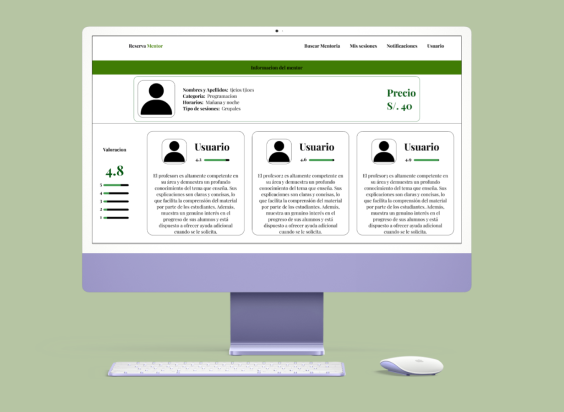 Reserva Mentor
Buscar Mentoria Mis sesiones Notificaciones Usuario
Informacion del mentor
Nombres y Apellidos:
Categoria: Programacion
Horarios: Mañana y noche
Tipo de sesiones: Grupales
Precio
S/. 40
Valoracion
4.8
5
4
3
2
1
Usuario
4.2
El profesor es altamente competente en
su área y demuestra un profundo
conocimiento del tema que enseña. Sus
explicaciones son claras y concisas, lo
que facilita la comprensión del material
por parte de los estudiantes. Además,
muestra un genuino interés en el
progreso de sus alumnos y está
dispuesto a ofrecer ayuda adicional
cuando se le solicita.
Usuario
4.8
El profesor es altamente competente en
su área y demuestra un profundo
conocimiento del tema que enseña. Sus
explicaciones son claras y concisas, lo
que facilita la comprensión del material
por parte de los estudiantes. Además,
muestra un genuino interés en el
progreso de sus alumnos y está
dispuesto a ofrecer ayuda adicional
cuando se le solicita.
Usuario
4.9
El profesor es altamente competente en
su área y demuestra un profundo
conocimiento del tema que enseña. Sus
explicaciones son claras y concisas, lo
que facilita la comprensión del material
por parte de los estudiantes. Además,
muestra un genuino interés en el
progreso de sus alumnos y está
dispuesto a ofrecer ayuda adicional
cuando se le solicita.